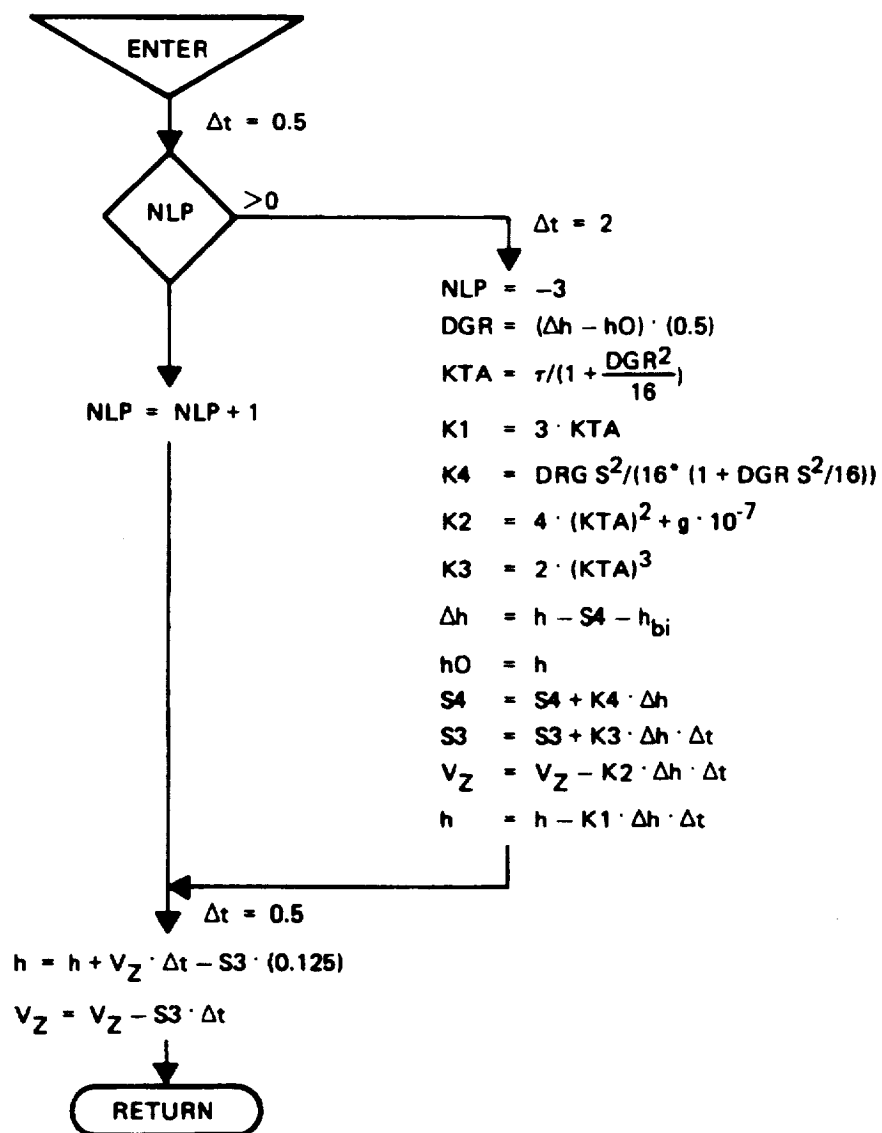 ENTER
Δt = 0.5
NLP
>0
Δt = 2
NLP = −3
DGR = (Δh − hO) · (0.5)
KTA = τ/(1 + DGR²/16)
K1 = 3 · KTA
K4 = DRG S²/(16* (1 + DGR S²/16))
K2 = 4 · (KTA)² + g · 10⁻⁷
K3 = 2 · (KTA)³
Δh = h − S4 − h_bi
hO = h
S4 = S4 + K4 · Δh
S3 = S3 + K3 · Δh · Δt
V_Z = V_Z − K2 · Δh · Δt
h = h − K1 · Δh · Δt
NLP = NLP + 1
Δt = 0.5
h = h + V_Z · Δt − S3 · (0.125)
V_Z = V_Z − S3 · Δt
RETURN